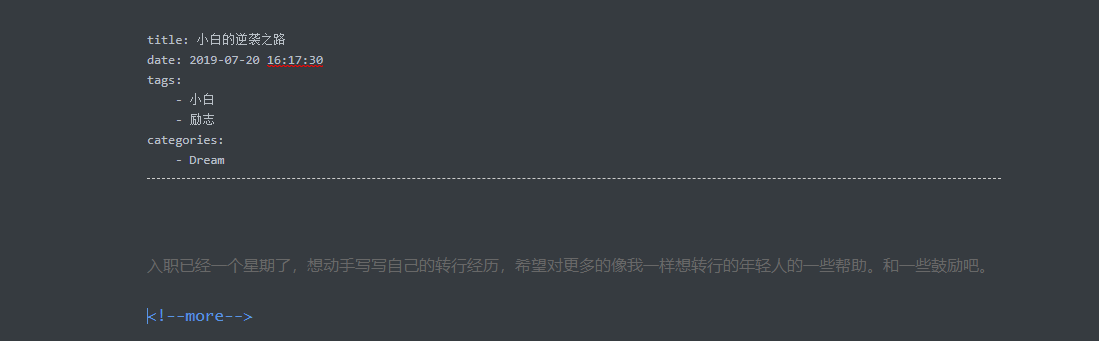 title: 小白的逆袭之路
date: 2019-07-20 16:17:30
tags:
- 小白
- 励志
categories:
- Dream
入职已经一个星期了，想动手写写自己的转行经历，希望对更多的像我一样想转行的年轻人的一些帮助。和一些鼓励吧。
<!--more-->